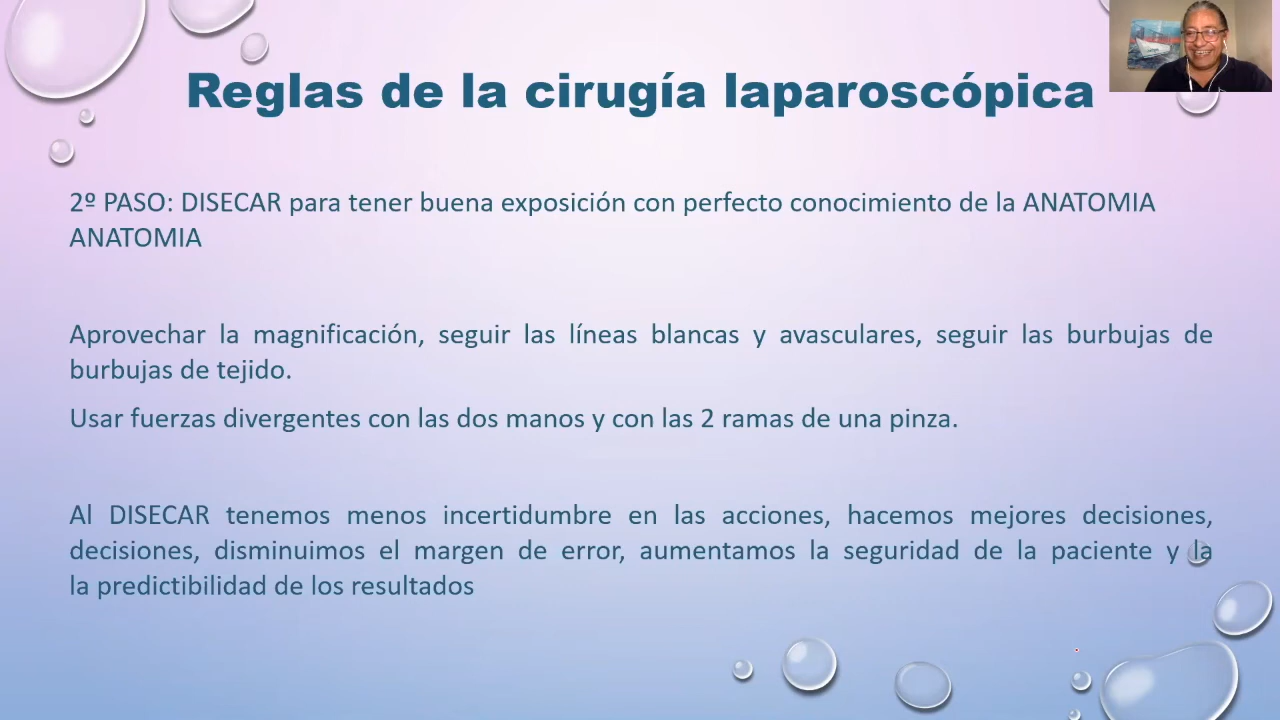 Reglas de la cirugía laparoscópica
2º PASO: DISECAR para tener buena exposición con perfecto conocimiento de la ANATOMIA
ANATOMIA
Aprovechar la magnificación, seguir las líneas blancas y avasculares, seguir las burbujas de
burbujas de tejido.
Usar fuerzas divergentes con las dos manos y con las 2 ramas de una pinza.
Al DISECAR tenemos menos incertidumbre en las acciones, hacemos mejores decisiones,
decisiones, disminuimos el margen de error, aumentamos la seguridad de la paciente y la
la predictibilidad de los resultados